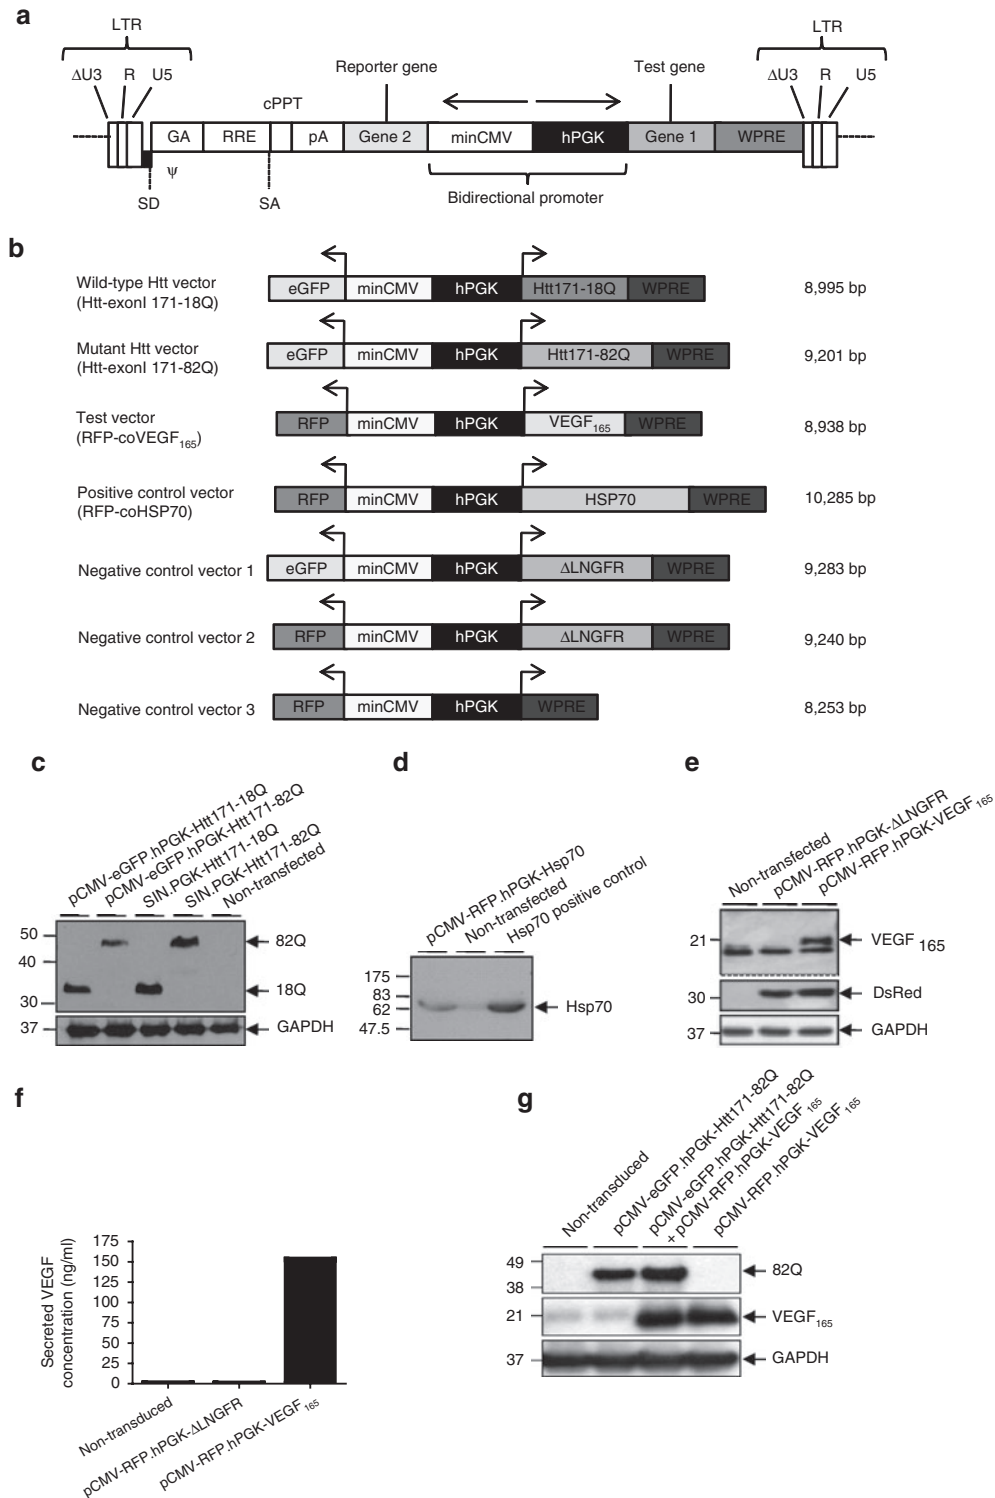 a
LTR
LTR
ΔU3 R U5
Reporter gene
Test gene
ΔU3 R U5
cPPT
GA RRE pA Gene 2 minCMV hPGK Gene 1 WPRE
ψ
SD
SA
Bidirectional promoter
b
Wild-type Htt vector
(Htt-exonI 171-18Q)
eGFP minCMV hPGK Htt171-18Q WPRE
8,995 bp
Mutant Htt vector
(Htt-exonI 171-82Q)
eGFP minCMV hPGK Htt171-82Q WPRE
9,201 bp
Test vector
(RFP-coVEGF165)
RFP minCMV hPGK VEGF165 WPRE
8,938 bp
Positive control vector
(RFP-coHSP70)
RFP minCMV hPGK HSP70 WPRE
10,285 bp
Negative control vector 1
eGFP minCMV hPGK ΔLNGFR WPRE
9,283 bp
Negative control vector 2
RFP minCMV hPGK ΔLNGFR WPRE
9,240 bp
Negative control vector 3
RFP minCMV hPGK WPRE
8,253 bp
c
pCMV-eGFP.hPGK-Htt171-18Q
pCMV-eGFP.hPGK-Htt171-82Q
SIN.PGK-Htt171-18Q
SIN.PGK-Htt171-82Q
Non-transfected
50
40
30
37
82Q
18Q
GAPDH
d
pCMV-RFP.hPGK-Hsp70
Non-transfected
Hsp70 positive control
175
83
62
47.5
Hsp70
e
Non-transfected
pCMV-RFP.hPGK-ΔLNGFR
pCMV-RFP.hPGK-VEGF165
21
30
37
VEGF 165
DsRed
GAPDH
f
Secreted VEGF
concentration (ng/ml)
175
150
125
100
75
50
25
0
Non-transduced
pCMV-RFP.hPGK-ΔLNGFR
pCMV-RFP.hPGK-VEGF165
g
Non-transduced
pCMV-eGFP.hPGK-Htt171-82Q
pCMV-eGFP.hPGK-Htt171-82Q
+ pCMV-RFP.hPGK-VEGF165
pCMV-RFP.hPGK-VEGF165
49
38
21
37
82Q
VEGF165
GAPDH